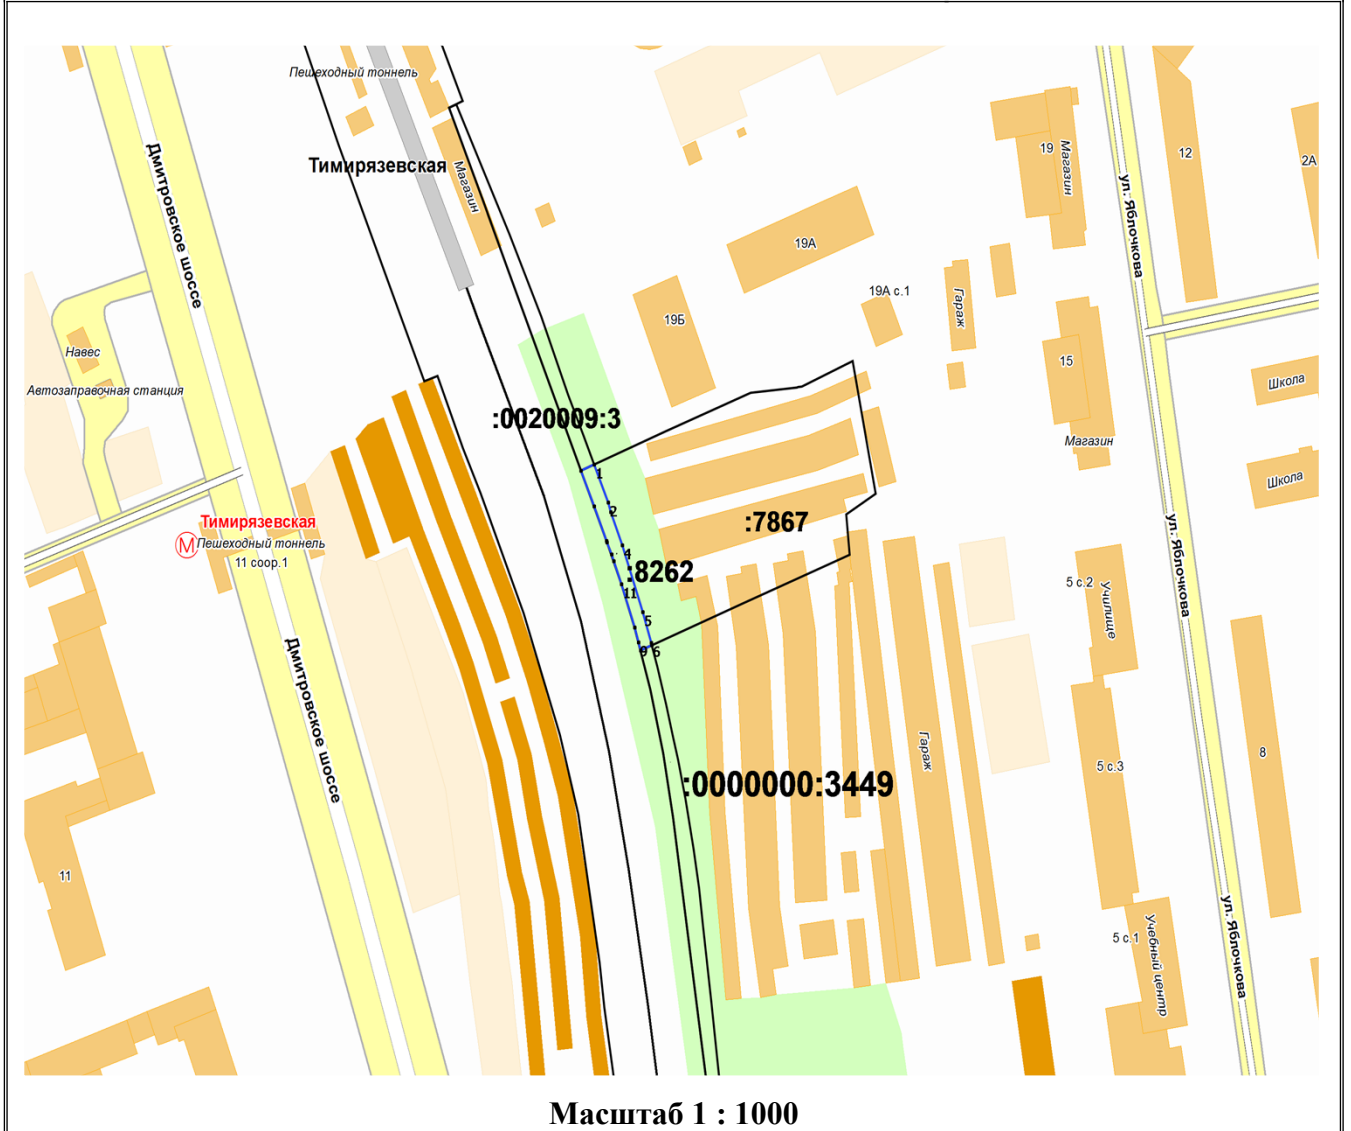 Пешеходный тоннель
Дмитровское шоссе
Тимирязевская
Магазин
19
Магазин
12
2А
ул. Яблочкова
19А
19А с.1
Гараж
19Б
Навес
Автозаправочная станция
15
Школа
Магазин
Школа
:0020009:3
1
2
4
:8262
11
5
9
6
:7867
Тимирязевская
М
Пешеходный тоннель
11 соор.1
ул. Яблочкова
5 с.2
Училище
Дмитровское шоссе
:0000000:3449
Гараж
5 с.3
8
11
5 с.1
Учебный центр
ул. Яблочкова
Масштаб 1 : 1000